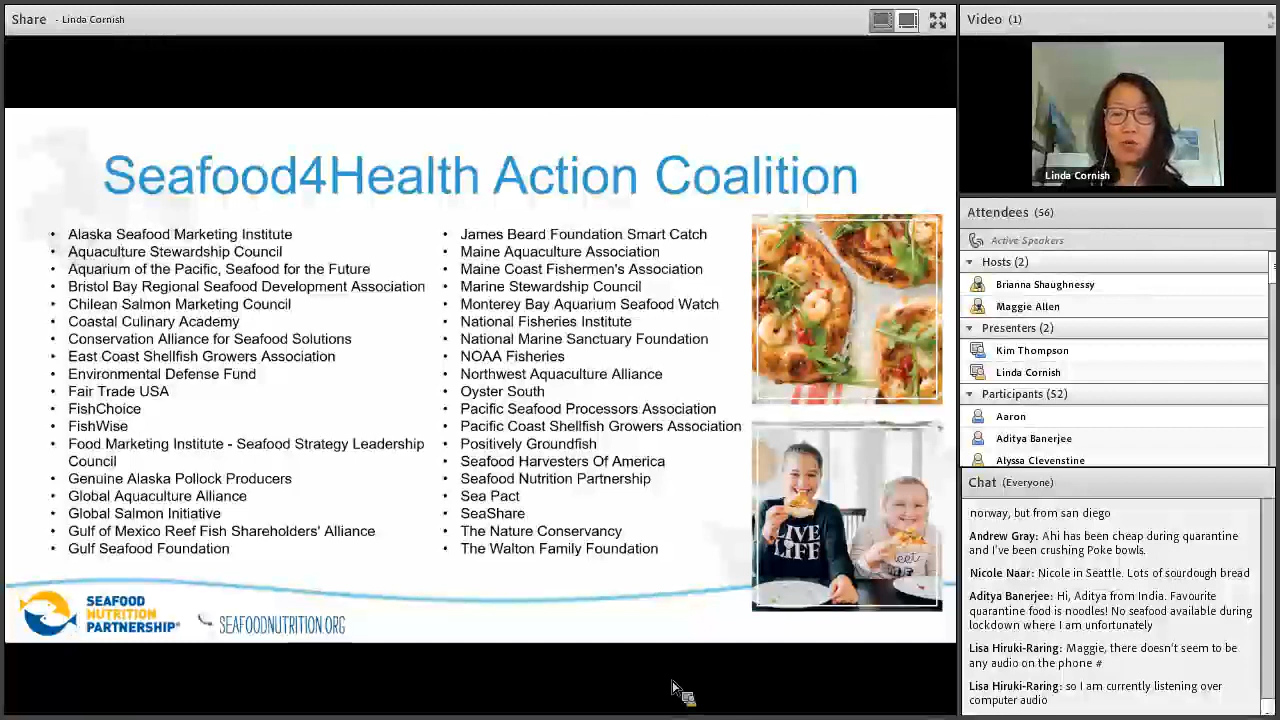 Share - Linda Cornish
Seafood4Health Action Coalition
• Alaska Seafood Marketing Institute
• Aquaculture Stewardship Council
• Aquarium of the Pacific, Seafood for the Future
• Bristol Bay Regional Seafood Development Association
• Chilean Salmon Marketing Council
• Coastal Culinary Academy
• Conservation Alliance for Seafood Solutions
• East Coast Shellfish Growers Association
• Environmental Defense Fund
• Fair Trade USA
• FishChoice
• FishWise
• Food Marketing Institute - Seafood Strategy Leadership
Council
• Genuine Alaska Pollock Producers
• Global Aquaculture Alliance
• Global Salmon Initiative
• Gulf of Mexico Reef Fish Shareholders' Alliance
• Gulf Seafood Foundation
• James Beard Foundation Smart Catch
• Maine Aquaculture Association
• Maine Coast Fishermen's Association
• Marine Stewardship Council
• Monterey Bay Aquarium Seafood Watch
• National Fisheries Institute
• National Marine Sanctuary Foundation
• NOAA Fisheries
• Northwest Aquaculture Alliance
• Oyster South
• Pacific Seafood Processors Association
• Pacific Coast Shellfish Growers Association
• Positively Groundfish
• Seafood Harvesters Of America
• Seafood Nutrition Partnership
• Sea Pact
• SeaShare
• The Nature Conservancy
• The Walton Family Foundation
LIVE
LIFE
SEAFOOD
NUTRITION
PARTNERSHIP
SEAFOODNUTRITION.ORG
Video (1)
Linda Cornish
Attendees (56)
Active Speakers
Hosts (2)
Brianna Shaughnessy
Maggie Allen
Presenters (2)
Kim Thompson
Linda Cornish
Participants (52)
Aaron
Aditya Banerjee
Alyssa Clevenstine
Chat (Everyone)
norway, but from san diego
Andrew Gray: Ahi has been cheap during quarantine
and I've been crushing Poke bowls.
Nicole Naar: Nicole in Seattle. Lots of sourdough bread
Aditya Banerjee: Hi, Aditya from India. Favourite
quarantine food is noodles! No seafood available during
lockdown where I am unfortunately
Lisa Hiruki-Raring: Maggie, there doesn't seem to be
any audio on the phone #
Lisa Hiruki-Raring: so I am currently listening over
computer audio